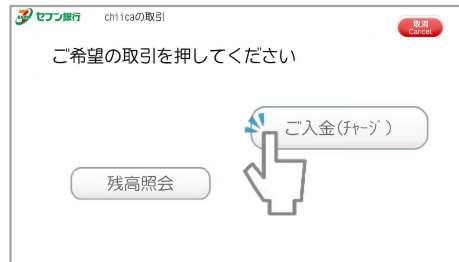 セブン銀行 chiicaの取引
取消
Cancel
ご希望の取引を押してください
ご入金(ﾁｬｰｼﾞ)
残高照会